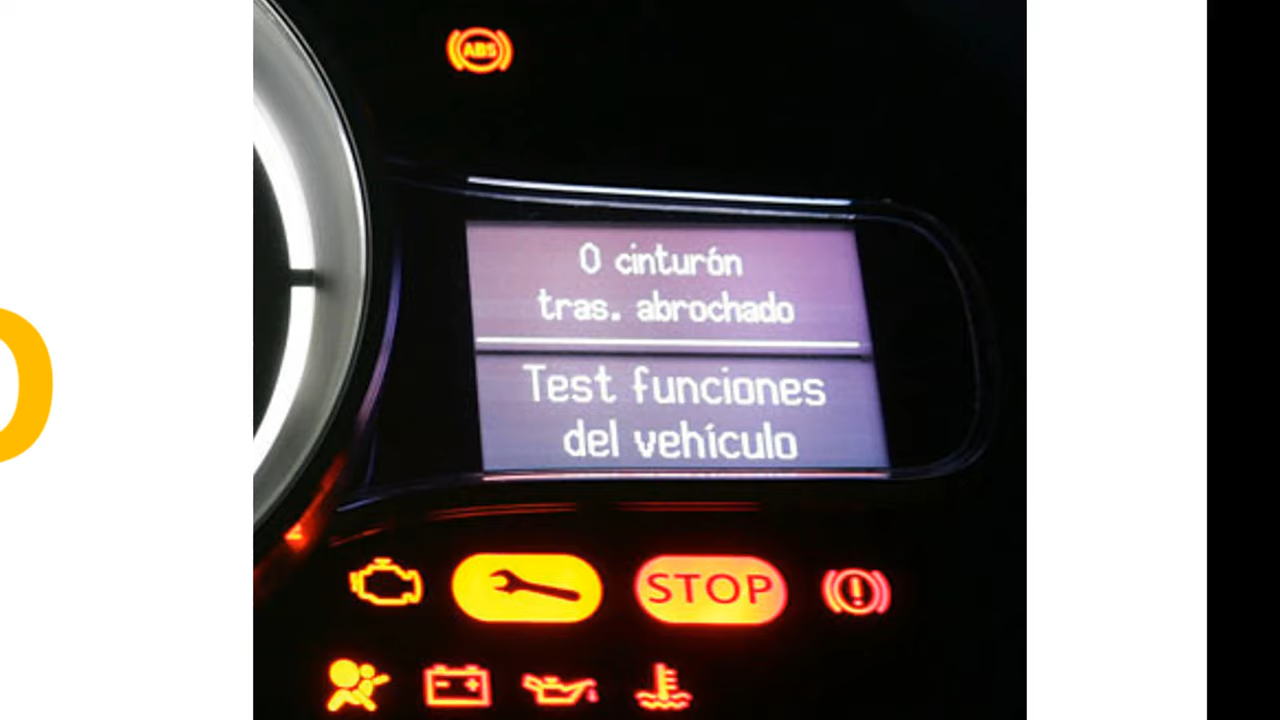 ABS
0 cinturón
tras. abrochado
Test funciones
del vehículo
STOP